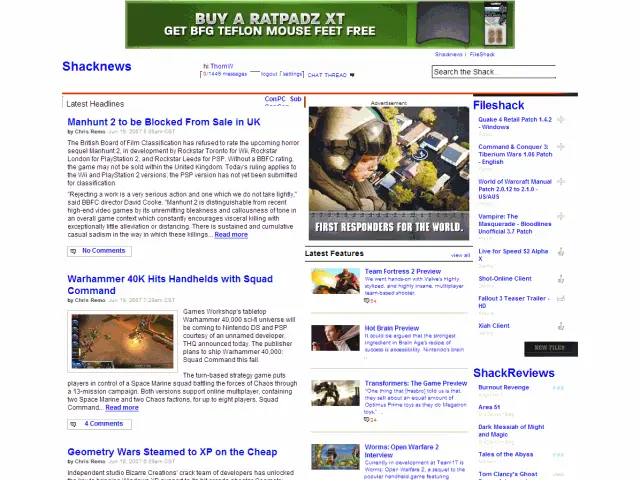 BUY A RATPADZ XT
GET BFG TEFLON MOUSE FEET FREE
Shacknews | FileShack
Shacknews
hi ThornW
0/1449 messages
logout
settings
CHAT THREAD
Search the Shack...
Latest Headlines
ConPC Sub
Manhunt 2 to be Blocked From Sale in UK
by Chris Remo Jun 19, 2007
CST
The British Board of Film Classification has refused to rate the upcoming horror
sequel Manhunt 2, in development by Rockstar Toronto for Wii, Rockstar
London for PlayStation 2, and Rockstar Leeds for PSP. Without a BBFC rating,
the game may not be sold within the United Kingdom. Today's ruling applies to
the Wii and PlayStation 2 versions; the PSP version has not yet been submitted
for classification.
"Rejecting a work is a very serious action and one which we do not take lightly,"
said BBFC director David Cooke. "Manhunt 2 is distinguishable from recent
high-end video games by its unremitting bleakness and callousness of tone in
an overall game context which constantly encourages visceral killing with
exceptionally little alleviation or distancing. There is sustained and cumulative
casual sadism in the way in which these killings... Read more
No Comments
Warhammer 40K Hits Handhelds with Squad
Command
by Chris Remo Jun 19, 2007 7:29am CST
Games Workshop's tabletop
Warhammer 40,000 sci-fi universe will
be coming to Nintendo DS and PSP
courtesy of an unnamed developer,
THQ announced today. The publisher
plans to ship Warhammer 40,000:
Squad Command this fall.
The turn-based strategy game puts
players in control of a Space Marine squad battling the forces of Chaos through
a 13-mission campaign. Both versions support online multiplayer, containing
two Space Marine and two Chaos factions, for up to eight players. Squad
Command... Read more
4 Comments
Geometry Wars Steamed to XP on the Cheap
by Chris Remo Jun 19, 2007
CST
Independent studio Bizarre Creations' crack team of developers has unlocked
Advertisement
FIRST RESPONDERS FOR THE WORLD.
Latest Features
view all
Team Fortress 2 Preview
We went hands-on with Valve's highly
stylized, and highly insane, multiplayer
team-based shooter.
Hot Brain Preview
It could be argued that the strongest
ingredient in Brain Age's recipe of
success is accessibility. Nintendo's brain
Transformers: The Game Preview
"One thing that [Hasbro] told us is that,
they sell about an equal amount of
Optimus Prime toys as they do Megatron
toys,"
24
Worms: Open Warfare 2
Interview
Currently in development at Team17 is
Worms: Open Warfare 2, a sequel to the
popular handheld game featuring
Fileshack
Quake 4 Retail Patch 1.4.2
- Windows
Command & Conquer 3:
Tiberium Wars 1.06 Patch
- English
World of Warcraft Manual
Patch 2.0.12 to 2.1.0 -
US/AUS
Vampire: The
Masquerade - Bloodlines
Unofficial 3.7 Patch
Live for Speed S2 Alpha
X
Shot-Online Client
Fallout 3 Teaser Trailer -
HD
Xiah Client
NEW FILES
ShackReviews
Burnout Revenge
Area 51
Dark Messiah of Might
and Magic
Tales of the Abyss
Tom Clancy's Ghost